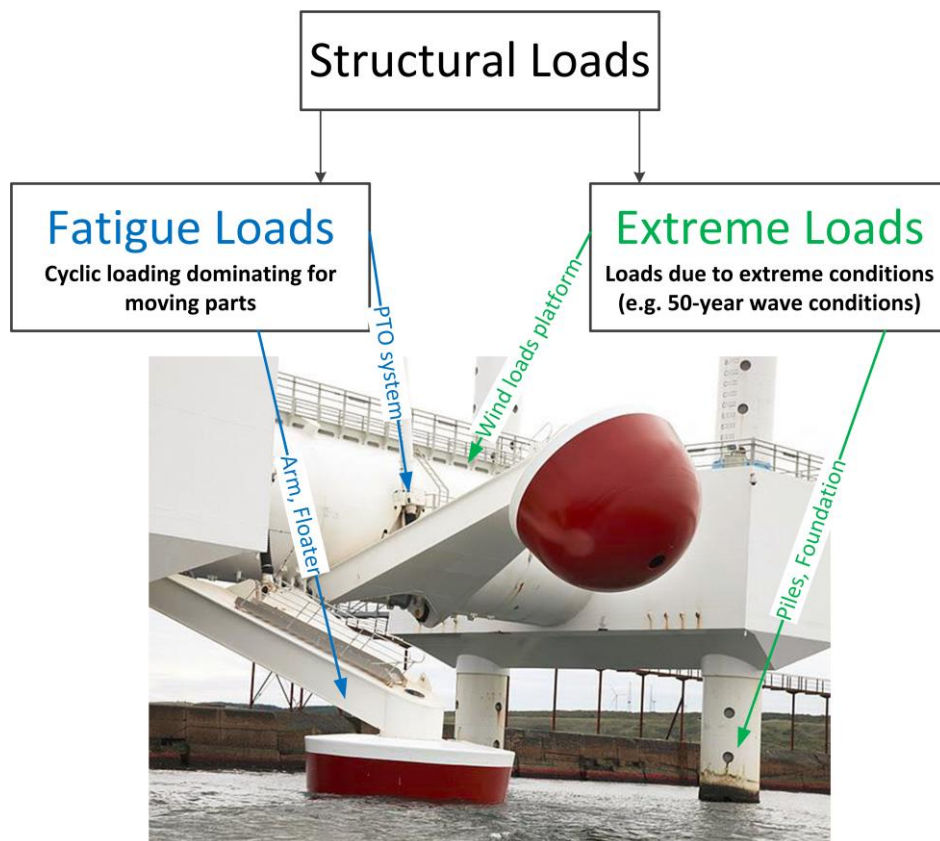 Structural Loads
Fatigue Loads
Cyclic loading dominating for
moving parts
Extreme Loads
Loads due to extreme conditions
(e.g. 50-year wave conditions)
PTO system
Wind loads platform
Arm, Floater
Piles, Foundation